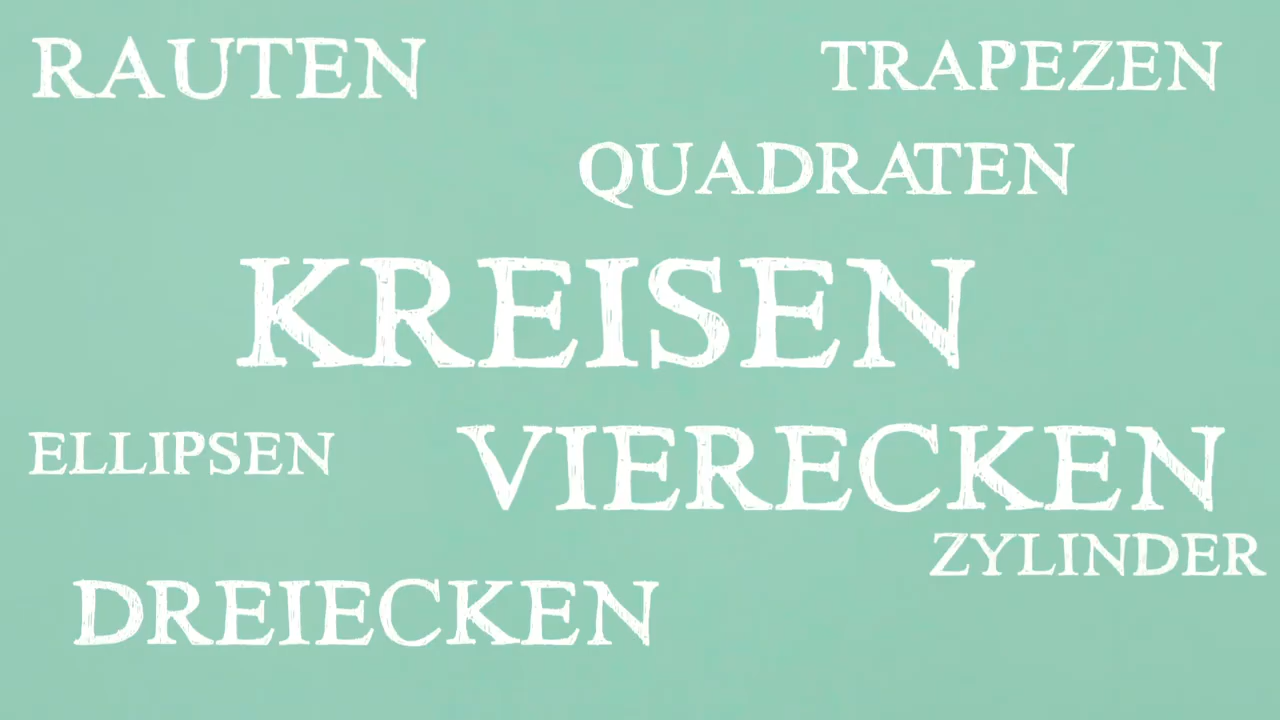 RAUTEN
TRAPEZEN
QUADRATEN
KREISEN
ELLIPSEN
VIERECKEN
ZYLINDER
DREIECKEN